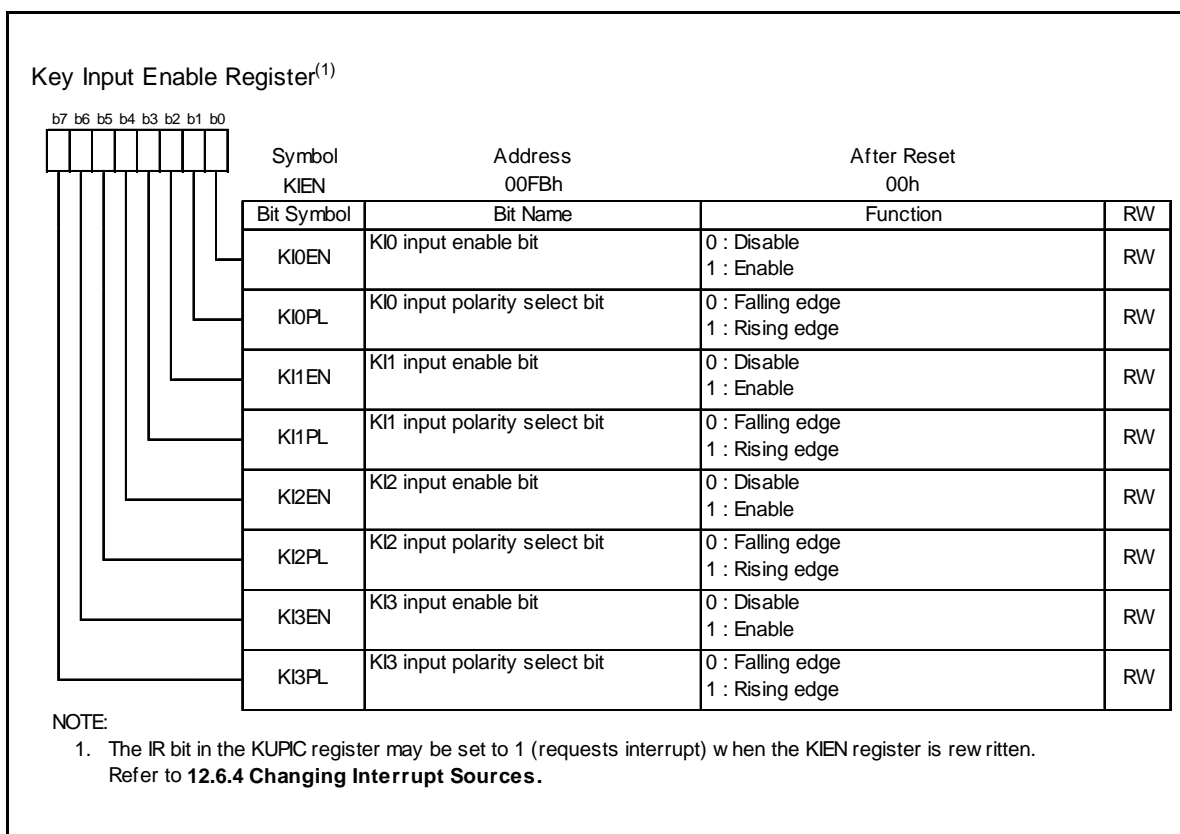 Key Input Enable Register(1)
b7 b6 b5 b4 b3 b2 b1 b0
Symbol Address After Reset
KIEN 00FBh 00h
Bit Symbol Bit Name Function RW
KI0EN KI0 input enable bit 0 : Disable RW
1 : Enable
KI0PL KI0 input polarity select bit 0 : Falling edge RW
1 : Rising edge
KI1EN KI1 input enable bit 0 : Disable RW
1 : Enable
KI1PL KI1 input polarity select bit 0 : Falling edge RW
1 : Rising edge
KI2EN KI2 input enable bit 0 : Disable RW
1 : Enable
KI2PL KI2 input polarity select bit 0 : Falling edge RW
1 : Rising edge
KI3EN KI3 input enable bit 0 : Disable RW
1 : Enable
KI3PL KI3 input polarity select bit 0 : Falling edge RW
1 : Rising edge
NOTE:
1. The IR bit in the KUPIC register may be set to 1 (requests interrupt) when the KIEN register is rewritten.
Refer to 12.6.4 Changing Interrupt Sources.